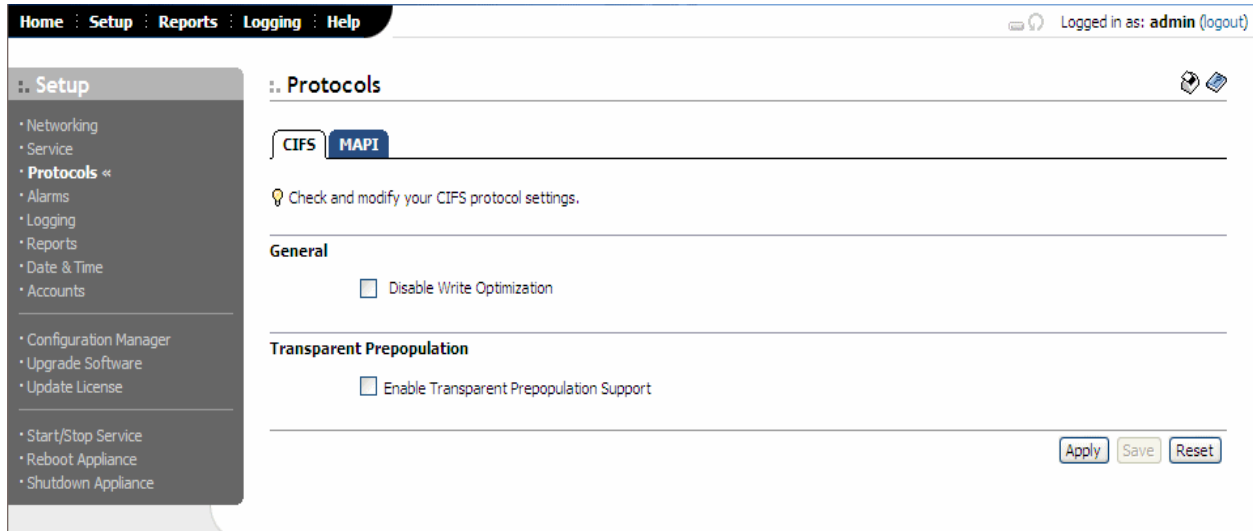 Home Setup Reports Logging Help
Logged in as: admin (logout)
:. Setup
· Networking
· Service
· Protocols «
· Alarms
· Logging
· Reports
· Date & Time
· Accounts
· Configuration Manager
· Upgrade Software
· Update License
· Start/Stop Service
· Reboot Appliance
· Shutdown Appliance
:. Protocols
CIFS MAPI
Check and modify your CIFS protocol settings.
General
Disable Write Optimization
Transparent Prepopulation
Enable Transparent Prepopulation Support
Apply Save Reset